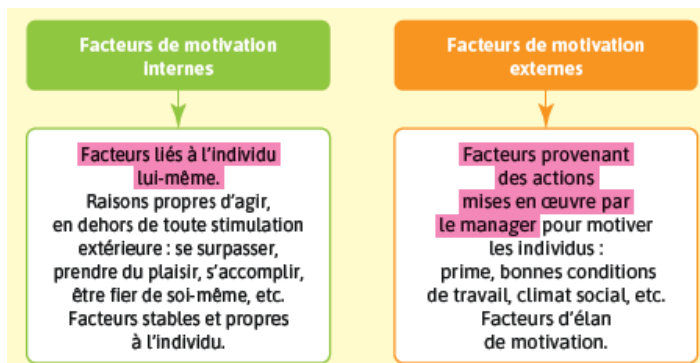 Facteurs de motivation
internes
Facteurs liés à l'individu
lui-même.
Raisons propres d'agir,
en dehors de toute stimulation
extérieure : se surpasser,
prendre du plaisir, s'accomplir,
être fier de soi-même, etc.
Facteurs stables et propres
à l'individu.
Facteurs de motivation
externes
Facteurs provenant
des actions
mises en œuvre par
le manager pour motiver
les individus :
prime, bonnes conditions
de travail, climat social, etc.
Facteurs d'élan
de motivation.